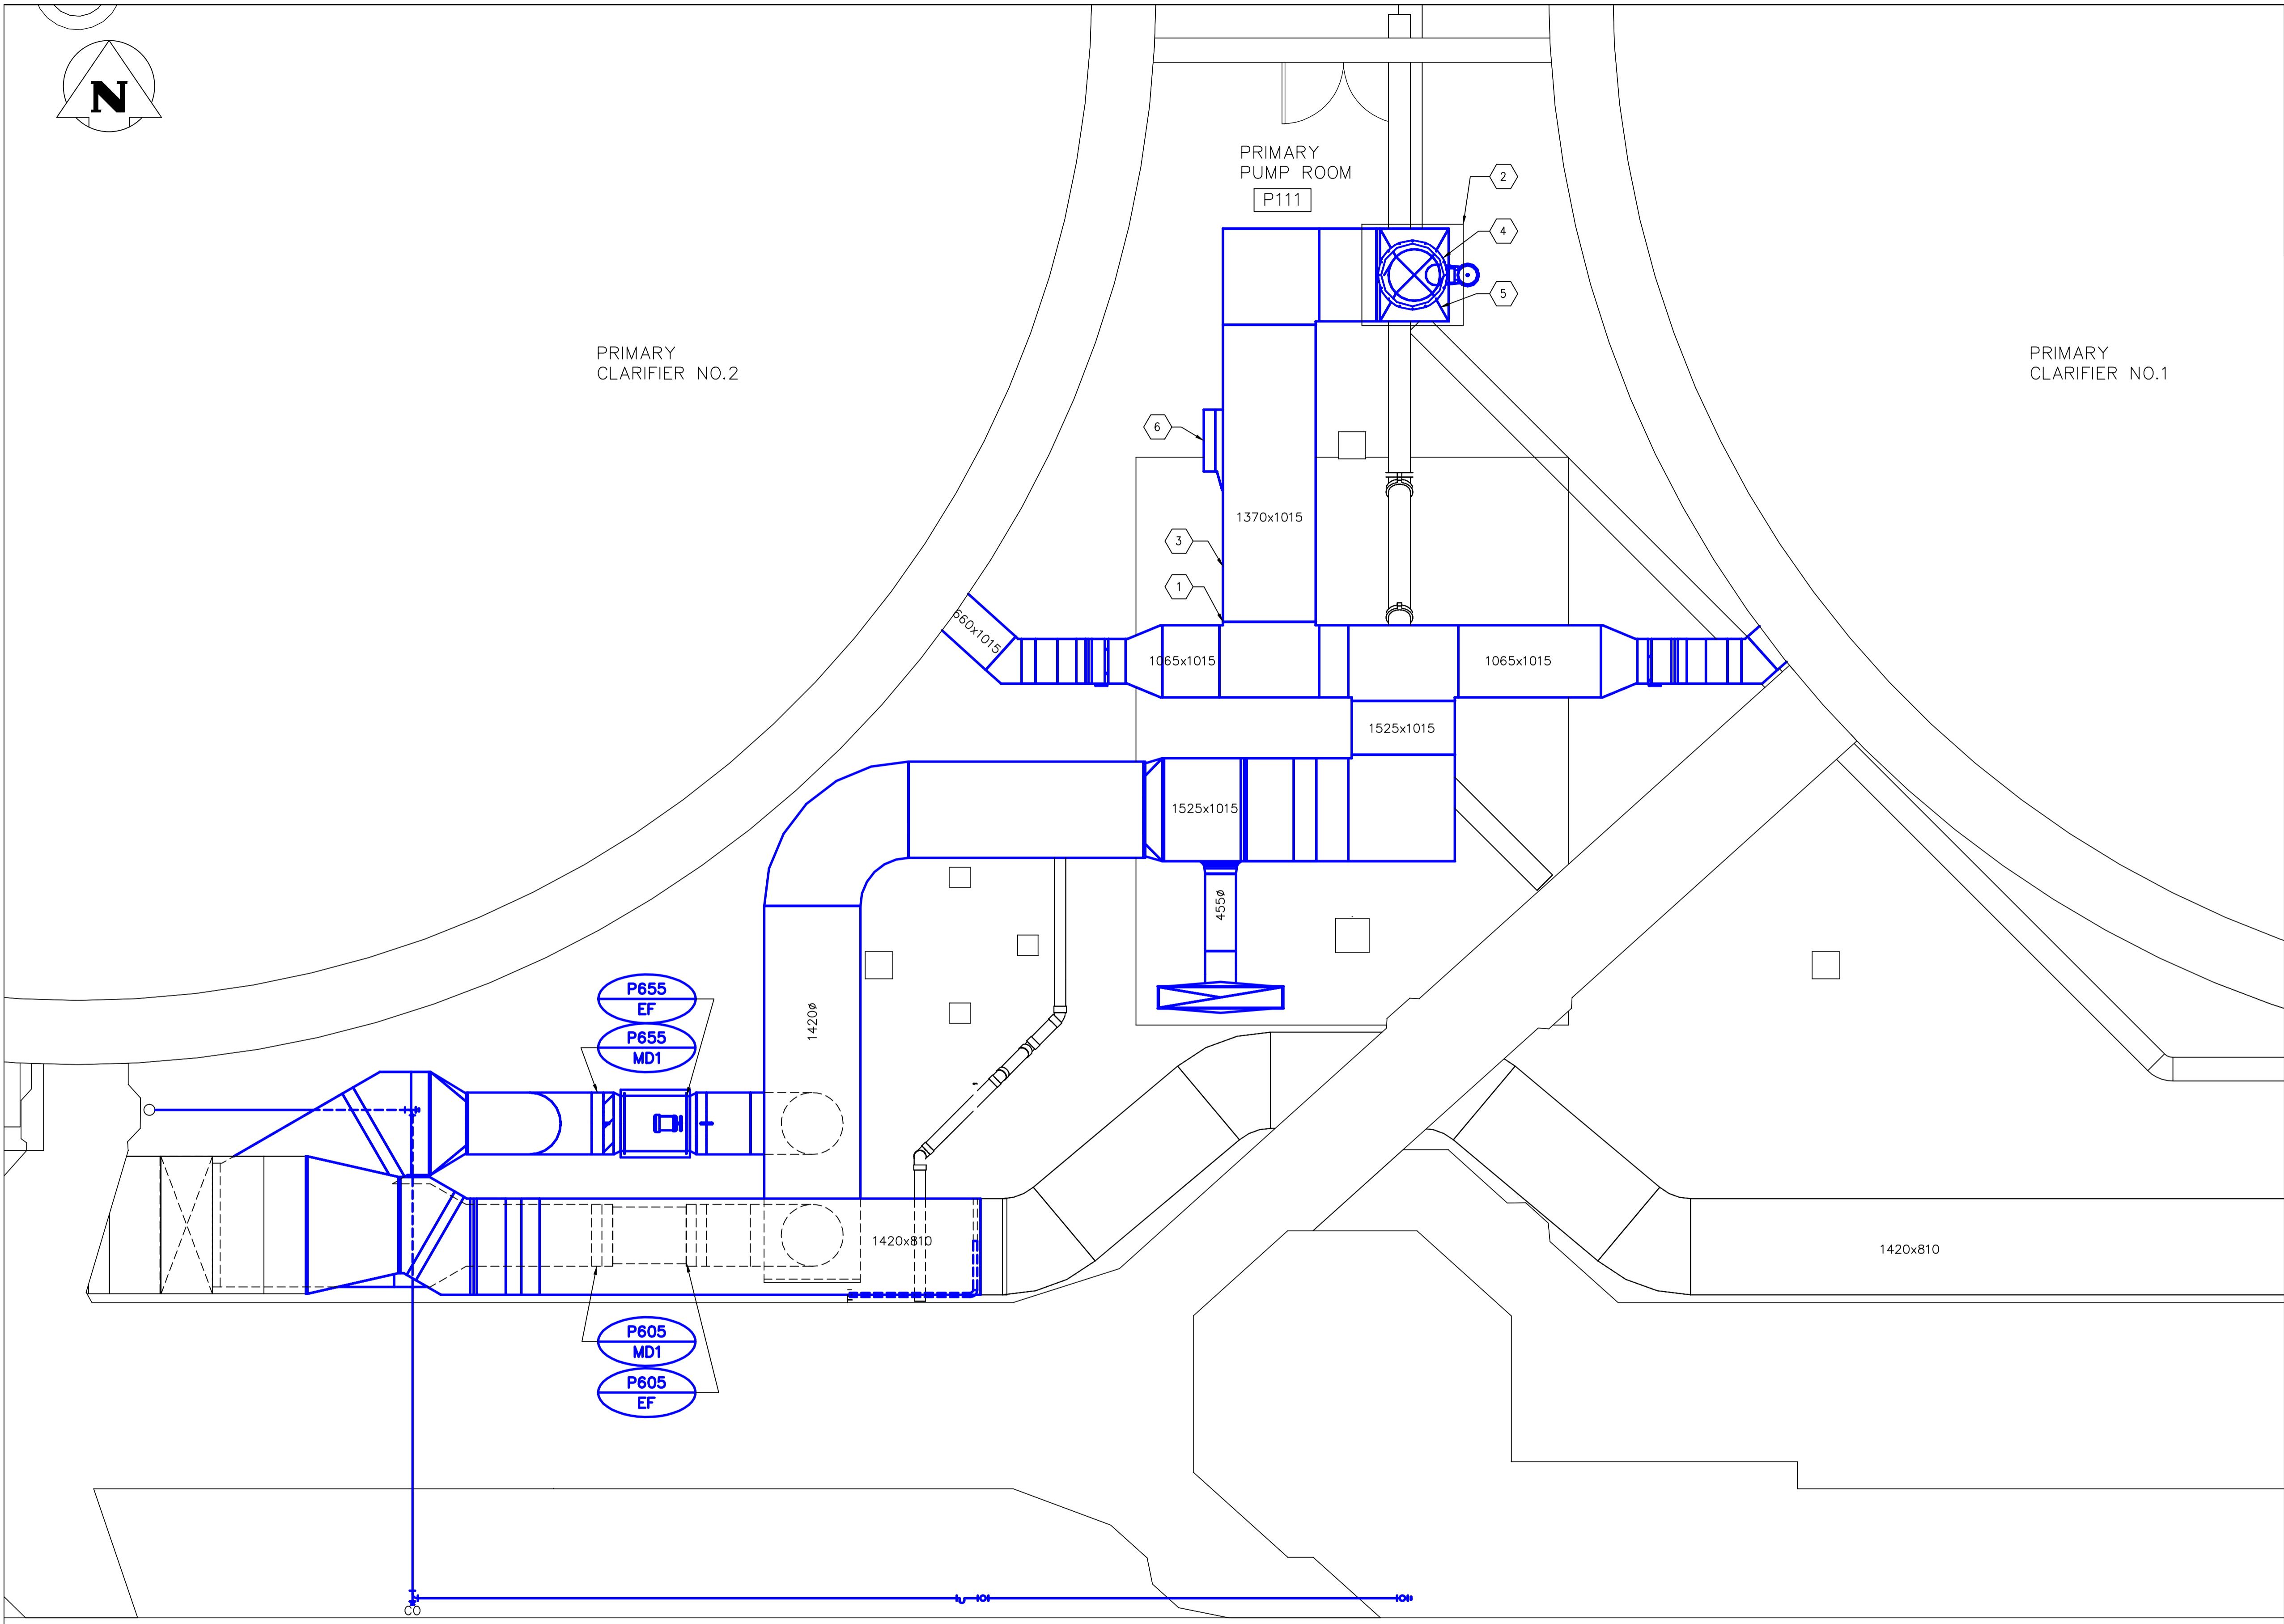 N
PRIMARY
PUMP ROOM
P111
2
4
5
PRIMARY
CLARIFIER NO.2
PRIMARY
CLARIFIER NO.1
6
1370x1015
3
1
660x1015
1065x1015
1065x1015
1525x1015
1525x1015
455ø
1420ø
P655
EF
P655
MD1
1420x810
1420x810
P605
MD1
P605
EF
CO